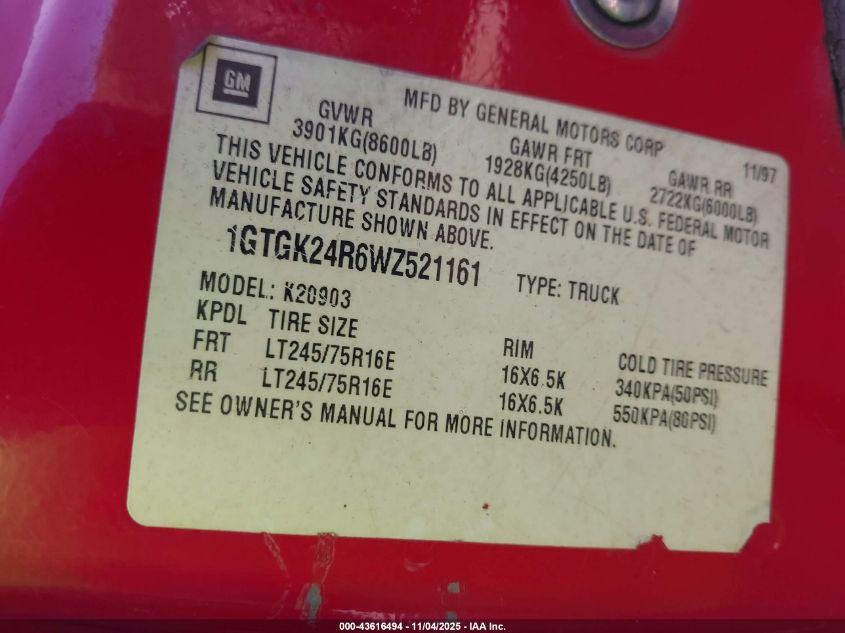 GM
MFD BY GENERAL MOTORS CORP 11/97
GVWR GAWR FRT GAWR RR
3901KG(8600LB) 1928KG(4250LB) 2722KG(6000LB)
THIS VEHICLE CONFORMS TO ALL APPLICABLE U.S. FEDERAL MOTOR
VEHICLE SAFETY STANDARDS IN EFFECT ON THE DATE OF
MANUFACTURE SHOWN ABOVE.
1GTGK24R6WZ521161 TYPE: TRUCK
MODEL: K20903
KPDL TIRE SIZE RIM COLD TIRE PRESSURE
FRT LT245/75R16E 16X6.5K 340KPA(50PSI)
RR LT245/75R16E 16X6.5K 550KPA(80PSI)
SEE OWNER'S MANUAL FOR MORE INFORMATION.
000-43616494 - 11/04/2025 - IAA Inc.